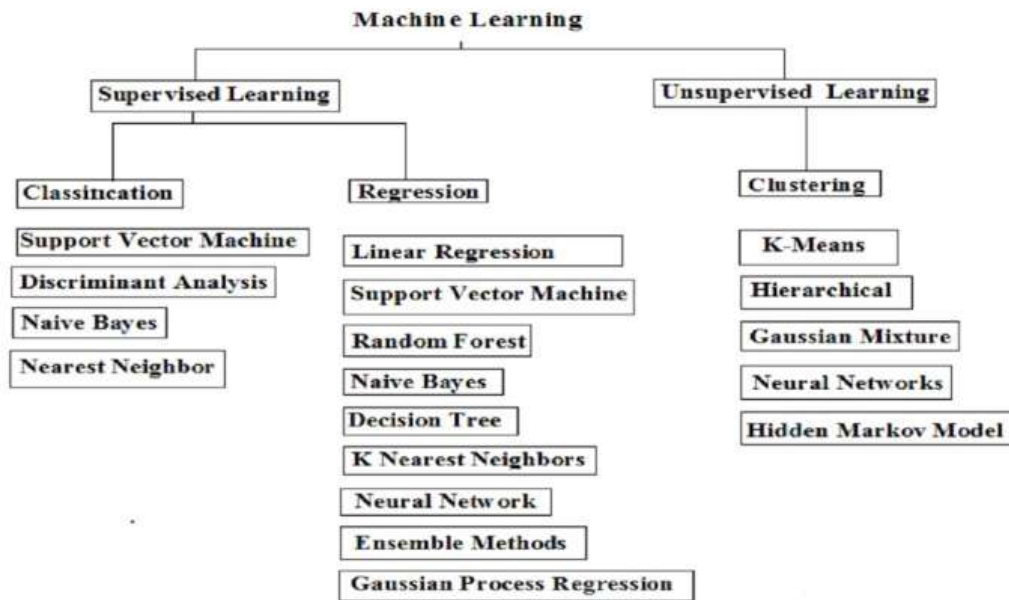 Machine Learning
Supervised Learning
Unsupervised Learning
Classification
Regression
Clustering
Support Vector Machine
Discriminant Analysis
Naive Bayes
Nearest Neighbor
Linear Regression
Support Vector Machine
Random Forest
Naive Bayes
Decision Tree
K Nearest Neighbors
Neural Network
Ensemble Methods
Gaussian Process Regression
K-Means
Hierarchical
Gaussian Mixture
Neural Networks
Hidden Markov Model